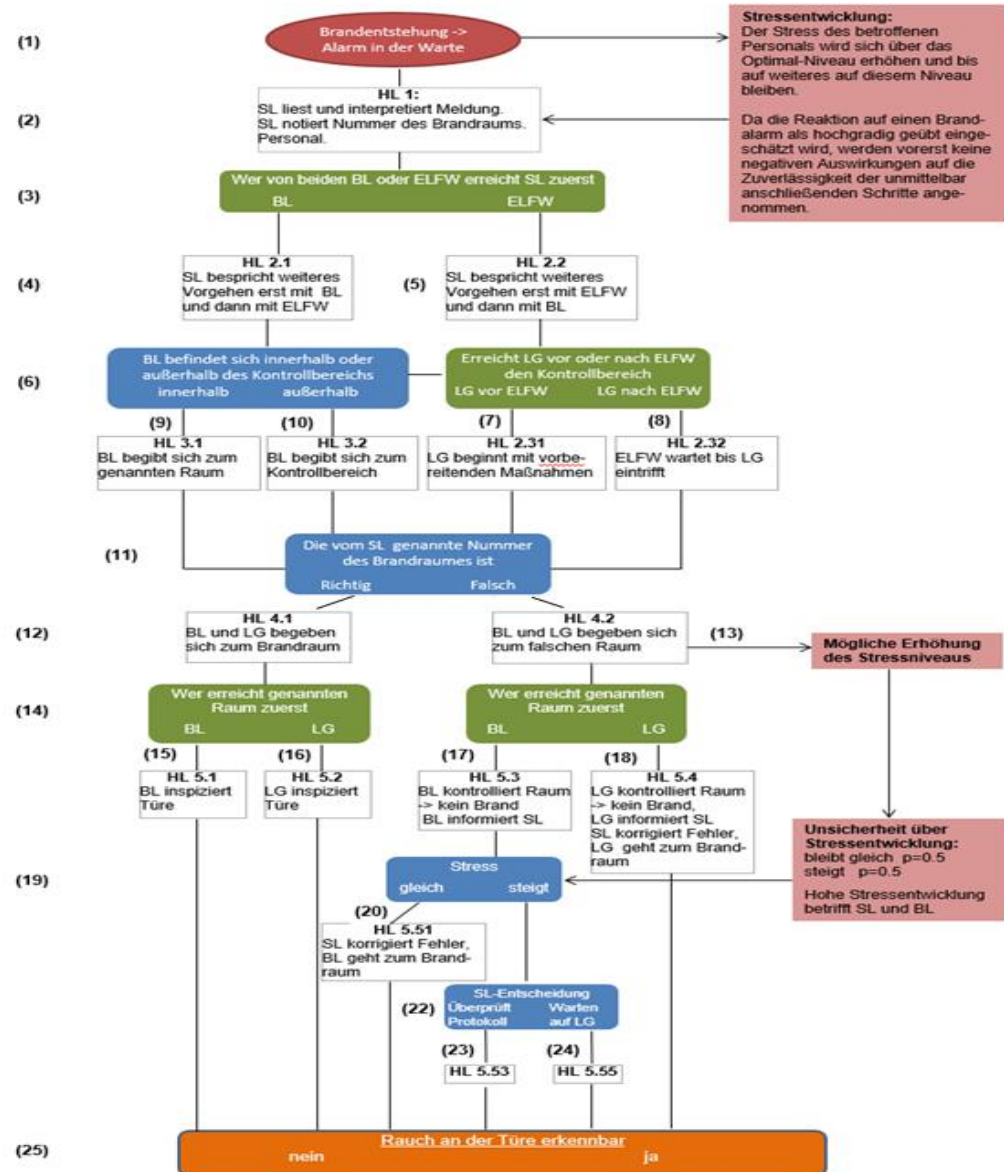 (1)
Brandentstehung ->
Alarm in der Warte
Stressentwicklung:
Der Stress des betroffenen
Personals wird sich über das
Optimal-Niveau erhöhen und bis
auf weiteres auf diesem Niveau
bleiben.
Da die Reaktion auf einen Brand-
alarm als hochgradig geübt einge-
schätzt wird, werden vorerst keine
negativen Auswirkungen auf die
Zuverlässigkeit der unmittelbar
anschließenden Schritte ange-
nommen.
(2)
HL 1:
SL liest und interpretiert Meldung.
SL notiert Nummer des Brandraums.
Personal.
(3)
Wer von beiden BL oder ELFW erreicht SL zuerst
BL ELFW
(4)
HL 2.1
SL bespricht weiteres
Vorgehen erst mit BL
und dann mit ELFW
(5)
HL 2.2
SL bespricht weiteres
Vorgehen erst mit ELFW
und dann mit BL
(6)
BL befindet sich innerhalb oder
außerhalb des Kontrollbereichs
innerhalb außerhalb
Erreicht LG vor oder nach ELFW
den Kontrollbereich
LG vor ELFW LG nach ELFW
(9)
HL 3.1
BL begibt sich zum
genannten Raum
(10)
HL 3.2
BL begibt sich zum
Kontrollbereich
(7)
HL 2.31
LG beginnt mit vorbe-
reitenden Maßnahmen
(8)
HL 2.32
ELFW wartet bis LG
eintrifft
(11)
Die vom SL genannte Nummer
des Brandraumes ist
Richtig Falsch
(12)
HL 4.1
BL und LG begeben
sich zum Brandraum
HL 4.2
BL und LG begeben sich
zum falschen Raum
(13)
Mögliche Erhöhung
des Stressniveaus
(14)
Wer erreicht genannten
Raum zuerst
BL LG
Wer erreicht genannten
Raum zuerst
BL LG
(15)
HL 5.1
BL inspiziert
Türe
(16)
HL 5.2
LG inspiziert
Türe
(17)
HL 5.3
BL kontrolliert Raum
-> kein Brand
BL informiert SL
(18)
HL 5.4
LG kontrolliert Raum
-> kein Brand,
LG informiert SL
SL korrigiert Fehler,
LG geht zum Brand-
raum
Unsicherheit über
Stressentwicklung:
bleibt gleich p=0.5
steigt p=0.5
Hohe Stressentwicklung
betrifft SL und BL
(19)
Stress
gleich steigt
(20)
HL 5.51
SL korrigiert Fehler,
BL geht zum Brand-
raum
(22)
SL-Entscheidung
Überprüft Warten
Protokoll auf LG
(23)
HL 5.53
(24)
HL 5.55
(25)
Rauch an der Türe erkennbar
nein ja